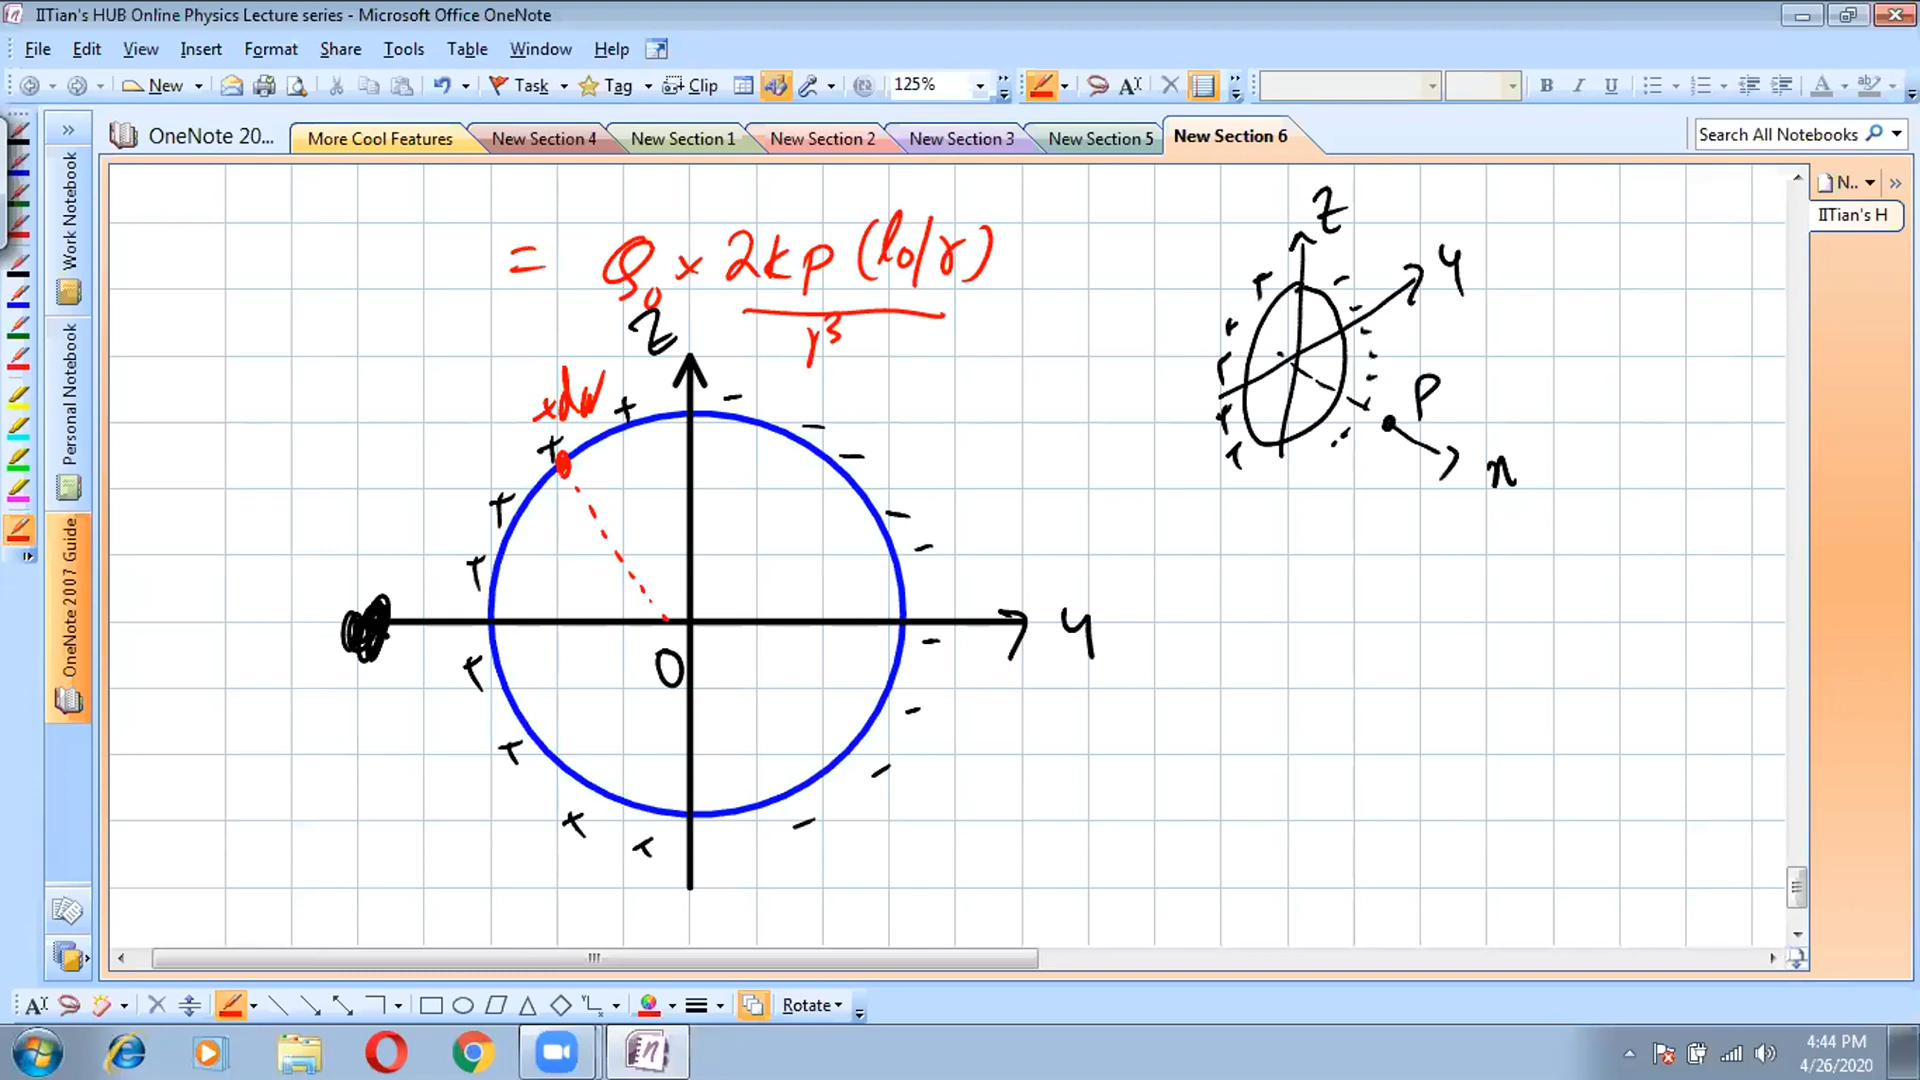 IITian's HUB Online Physics Lecture series - Microsoft Office OneNote
File Edit View Insert Format Share Tools Table Window Help
New Task Tag Clip 125% B I U A ab
OneNote 20... More Cool Features New Section 4 New Section 1 New Section 2 New Section 3 New Section 5 New Section 6 Search All Notebooks
N..
IITian's H
Work Notebook
Personal Notebook
OneNote 2007 Guide
= Q₀ × 2kp (l₀/r)
r³
Z
Z
y
P
x
y
O
+ + + + + + + +
- - - - - - - - -
Rotate
4:44 PM
4/26/2020